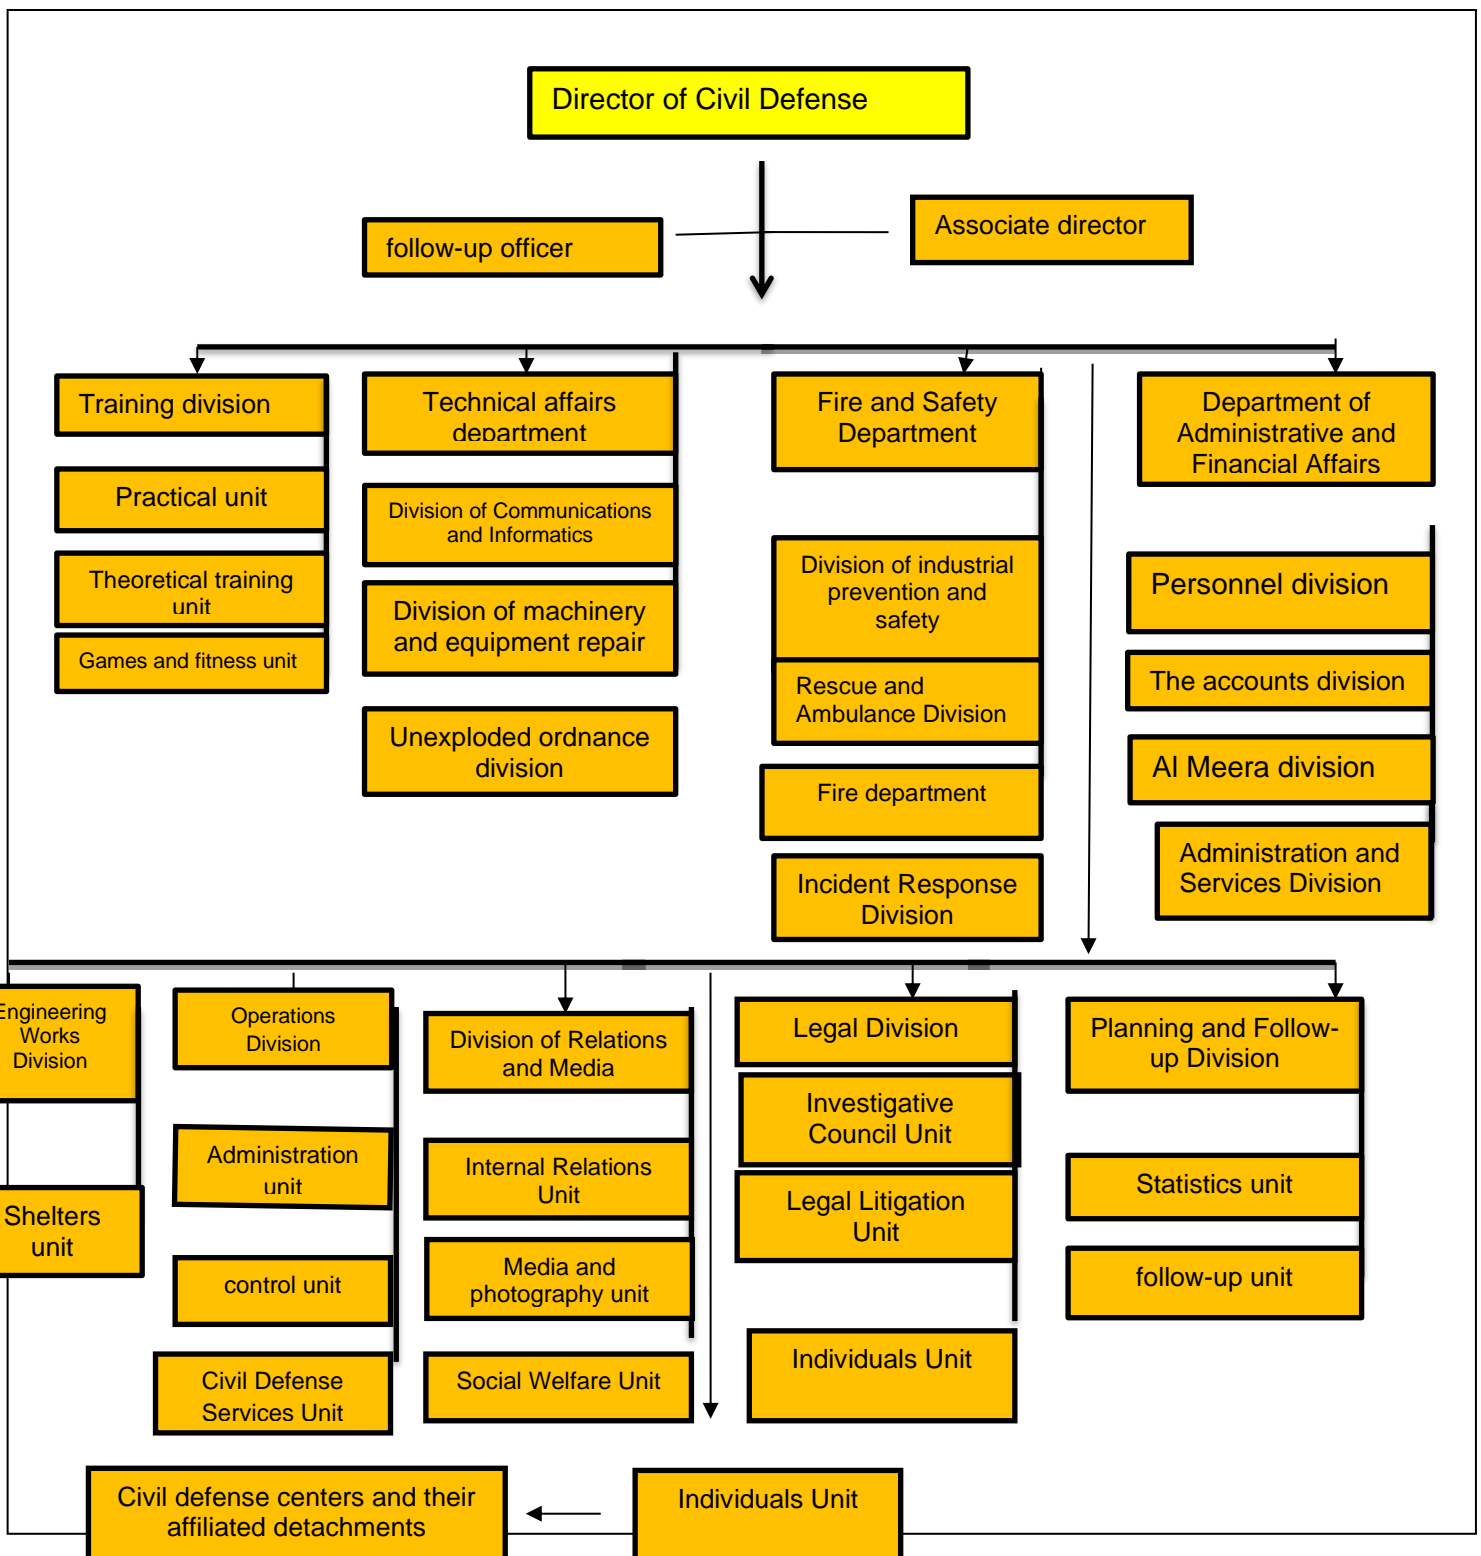 Director of Civil Defense
follow-up officer
Associate director
Training division
Practical unit
Theoretical training
unit
Games and fitness unit
Technical affairs
department
Division of Communications
and Informatics
Division of machinery
and equipment repair
Unexploded ordnance
division
Fire and Safety
Department
Division of industrial
prevention and
safety
Rescue and
Ambulance Division
Fire department
Incident Response
Division
Department of
Administrative and
Financial Affairs
Personnel division
The accounts division
Al Meera division
Administration and
Services Division
Engineering
Works
Division
Shelters
unit
Operations
Division
Administration
unit
control unit
Civil Defense
Services Unit
Division of Relations
and Media
Internal Relations
Unit
Media and
photography unit
Social Welfare Unit
Legal Division
Investigative
Council Unit
Legal Litigation
Unit
Individuals Unit
Planning and Follow-
up Division
Statistics unit
follow-up unit
Civil defense centers and their
affiliated detachments
Individuals Unit